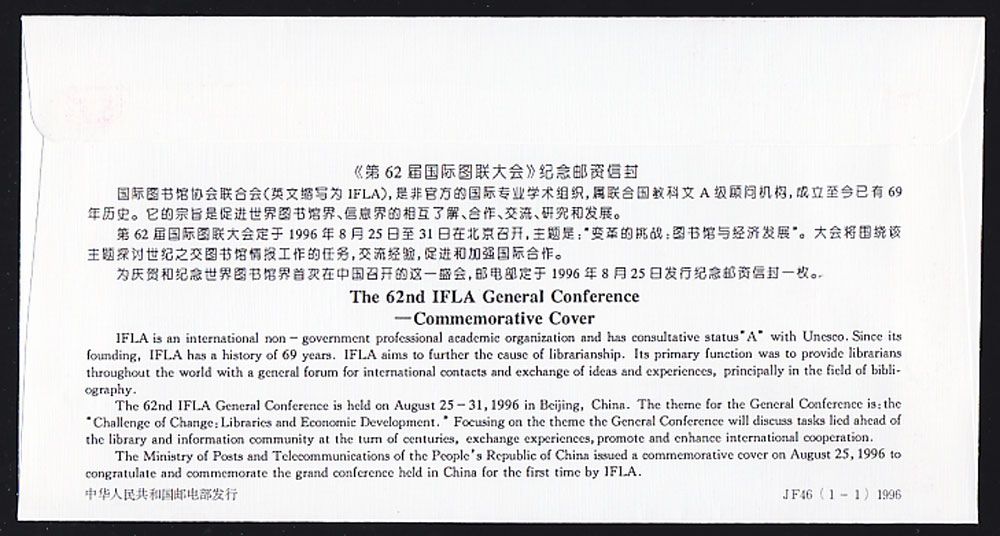 《第62届国际图联大会》纪念邮资信封
国际图书馆协会联合会(英文缩写为IFLA),是非官方的国际专业学术组织,属联合国教科文A级顾问机构,成立至今已有69
年历史。它的宗旨是促进世界图书馆界、信息界的相互了解、合作、交流、研究和发展。
第62届国际图联大会定于1996年8月25日至31日在北京召开,主题是:“变革的挑战:图书馆与经济发展”。大会将围绕该
主题探讨世纪之交图书馆情报工作的任务,交流经验,促进和加强国际合作。
为庆贺和纪念世界图书馆界首次在中国召开的这一盛会,邮电部定于1996年8月25日发行纪念邮资信封一枚。
The 62nd IFLA General Conference
—Commemorative Cover
IFLA is an international non-government professional academic organization and has consultative status "A" with Unesco. Since its
founding, IFLA has a history of 69 years. IFLA aims to further the cause of librarianship. Its primary function was to provide librarians
throughout the world with a general forum for international contacts and exchange of ideas and experiences, principally in the field of bibli-
ography.
The 62nd IFLA General Conference is held on August 25-31, 1996 in Beijing, China. The theme for the General Conference is: the
"Challenge of Change: Libraries and Economic Development." Focusing on the theme the General Conference will discuss tasks lied ahead of
the library and information community at the turn of centuries, exchange experiences, promote and enhance international cooperation.
The Ministry of Posts and Telecommunications of the People's Republic of China issued a commemorative cover on August 25, 1996 to
congratulate and commemorate the grand conference held in China for the first time by IFLA.
中华人民共和国邮电部发行
JF46 (1-1) 1996